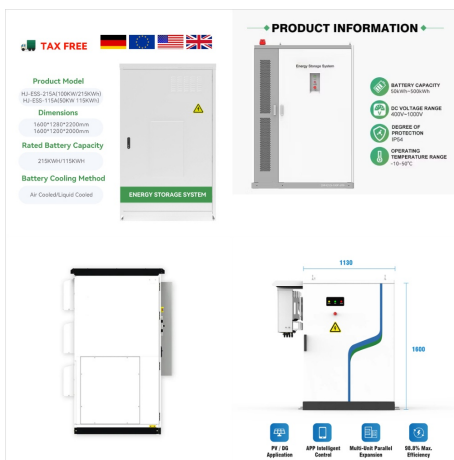 TAX FREE
Product Model
HJ-ESS-215A(100KW/215KWh)
HJ-ESS-115A(50KW 115KWh)
Dimensions
1600*1280*2200mm
1600*1200*2000mm
Rated Battery Capacity
215KWH/115KWH
Battery Cooling Method
Air Cooled/Liquid Cooled
ENERGY STORAGE SYSTEM
PRODUCT INFORMATION
Energy Storage System
BATTERY CAPACITY
50kWh~500kWh
DC VOLTAGE RANGE
400V~1000V
DEGREE OF
PROTECTION
IP54
OPERATING
TEMPERATURE RANGE
-10-50°C
1130
1600
PV / DG
Application
APP Intelligent
Control
Multi-Unit Parallel
Expansion
98.0% Max.
Efficiency